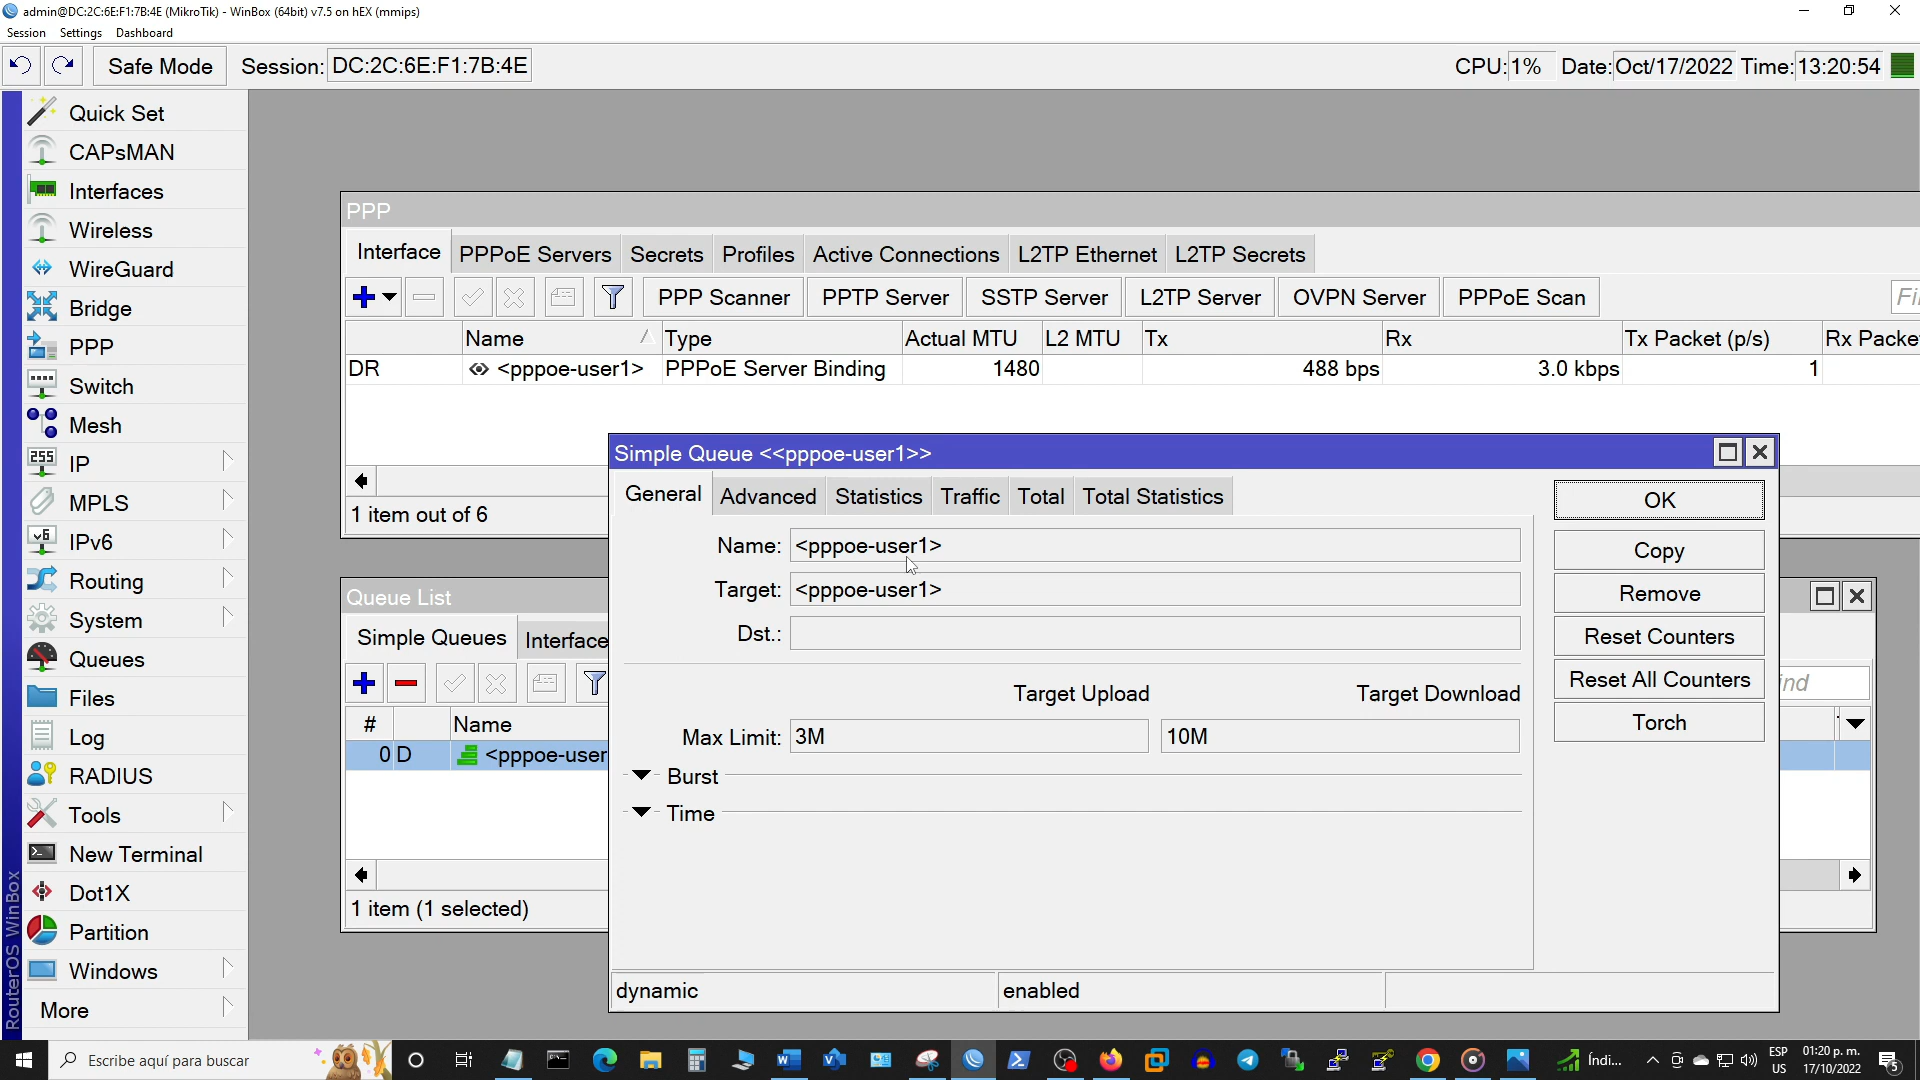 admin@DC:2C:6E:F1:7B:4E (MikroTik) - WinBox (64bit) v7.5 on hEX (mmips)
Session Settings Dashboard
Safe Mode Session: DC:2C:6E:F1:7B:4E CPU: 1% Date: Oct/17/2022 Time: 13:20:54
Quick Set
CAPsMAN
Interfaces
Wireless
WireGuard
Bridge
PPP
Switch
Mesh
IP
MPLS
IPv6
Routing
System
Queues
Files
Log
RADIUS
Tools
New Terminal
Dot1X
Partition
Windows
More
RouterOS WinBox
PPP
Interface PPPoE Servers Secrets Profiles Active Connections L2TP Ethernet L2TP Secrets
PPP Scanner PPTP Server SSTP Server L2TP Server OVPN Server PPPoE Scan
Name Type Actual MTU L2 MTU Tx Rx Tx Packet (p/s) Rx Packe
DR <pppoe-user1> PPPoE Server Binding 1480 488 bps 3.0 kbps 1
1 item out of 6
Queue List
Simple Queues Interface
# Name
0 D <pppoe-user
1 item (1 selected)
Simple Queue <<pppoe-user1>>
General Advanced Statistics Traffic Total Total Statistics
Name: <pppoe-user1>
Target: <pppoe-user1>
Dst.:
Target Upload Target Download
Max Limit: 3M 10M
Burst
Time
OK
Copy
Remove
Reset Counters
Reset All Counters
Torch
dynamic enabled
Escribe aquí para buscar
Índi...
ESP
US
01:20 p. m.
17/10/2022
5